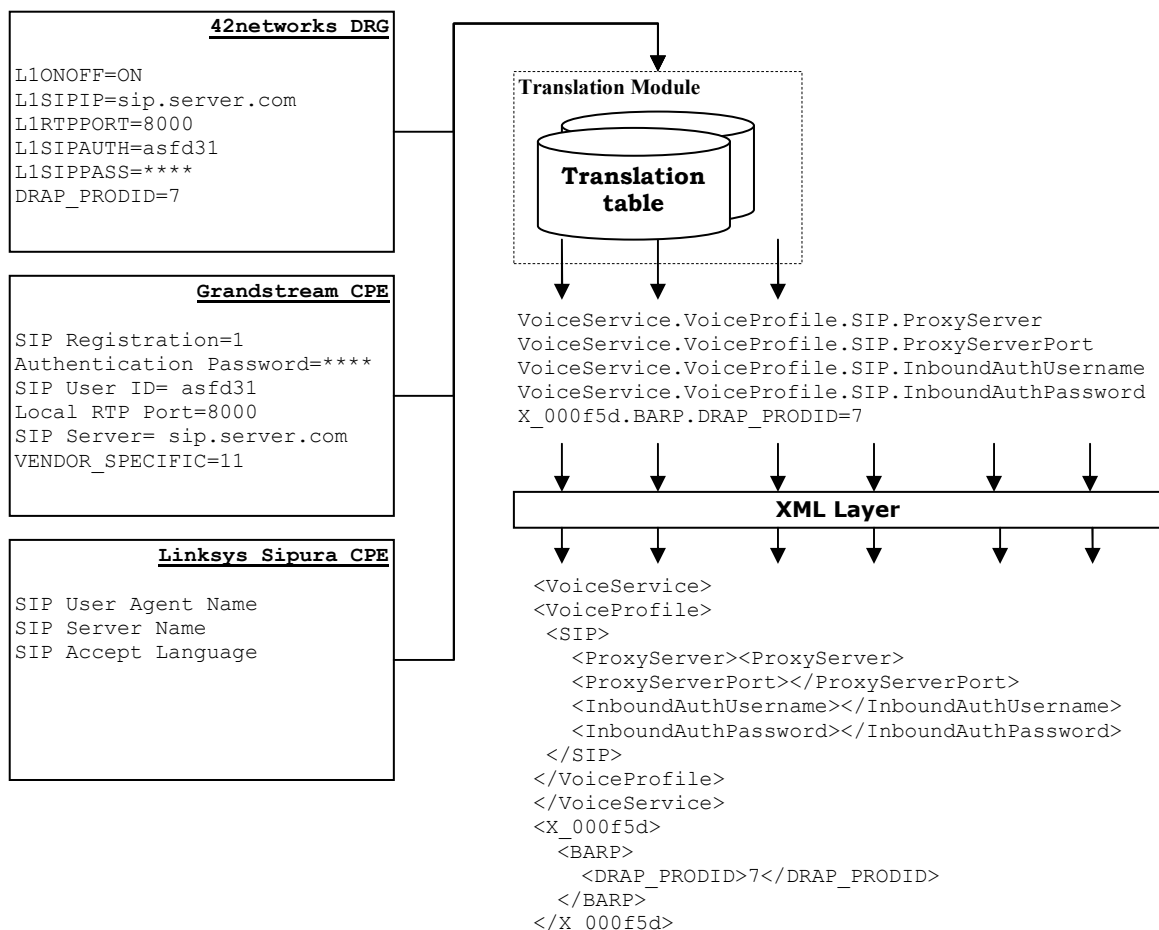 42networks DRG
L1ONOFF=ON
L1SIPIP=sip.server.com
L1RTPPORT=8000
L1SIPAUTH=asfd31
L1SIPPASS=****
DRAP_PRODID=7
Grandstream CPE
SIP Registration=1
Authentication Password=****
SIP User ID= asfd31
Local RTP Port=8000
SIP Server= sip.server.com
VENDOR_SPECIFIC=11
Linksys Sipura CPE
SIP User Agent Name
SIP Server Name
SIP Accept Language
Translation Module
Translation
table
VoiceService.VoiceProfile.SIP.ProxyServer
VoiceService.VoiceProfile.SIP.ProxyServerPort
VoiceService.VoiceProfile.SIP.InboundAuthUsername
VoiceService.VoiceProfile.SIP.InboundAuthPassword
X_000f5d.BARP.DRAP_PRODID=7
XML Layer
<VoiceService>
<VoiceProfile>
<SIP>
<ProxyServer><ProxyServer>
<ProxyServerPort></ProxyServerPort>
<InboundAuthUsername></InboundAuthUsername>
<InboundAuthPassword></InboundAuthPassword>
</SIP>
</VoiceProfile>
</VoiceService>
<X_000f5d>
<BARP>
<DRAP_PRODID>7</DRAP_PRODID>
</BARP>
</X_000f5d>